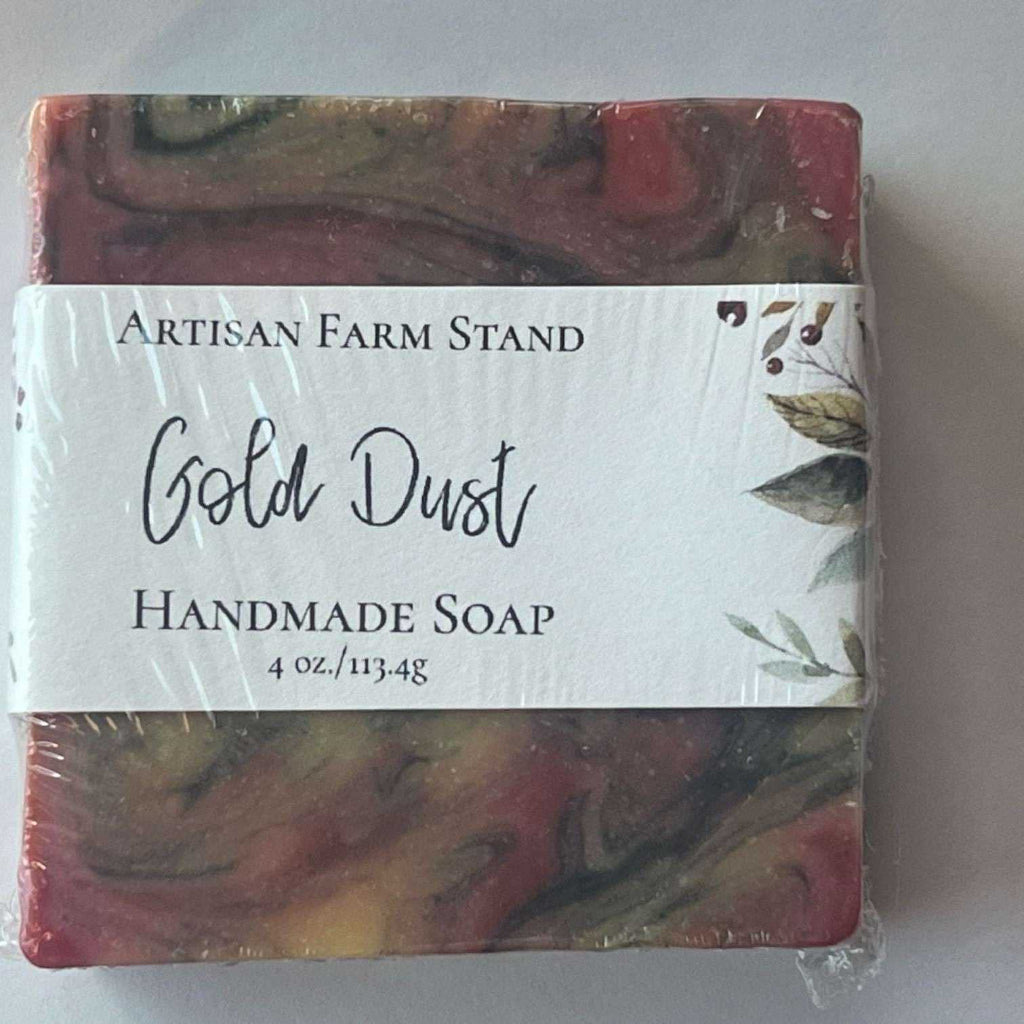 Artisan Farm Stand
Gold Dust
Handmade Soap
4 oz./113.4g